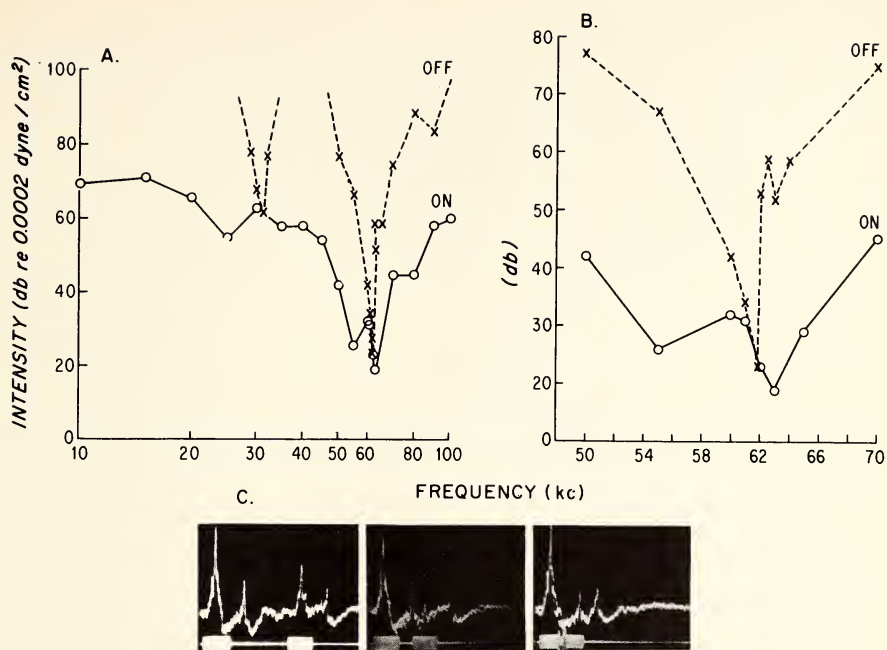 A.
B.
INTENSITY (db re 0.0002 dyne / cm²)
100
80
60
40
20
0
OFF
ON
10 20 30 40 50 60 80 100
(db)
80
70
60
50
40
30
20
10
0
OFF
ON
50 54 58 62 66 70
FREQUENCY (kc)
C.